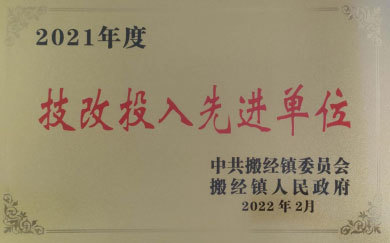 2021年度
技改投入先进单位
中共搬经镇委员会
搬经镇人民政府
2022年2月